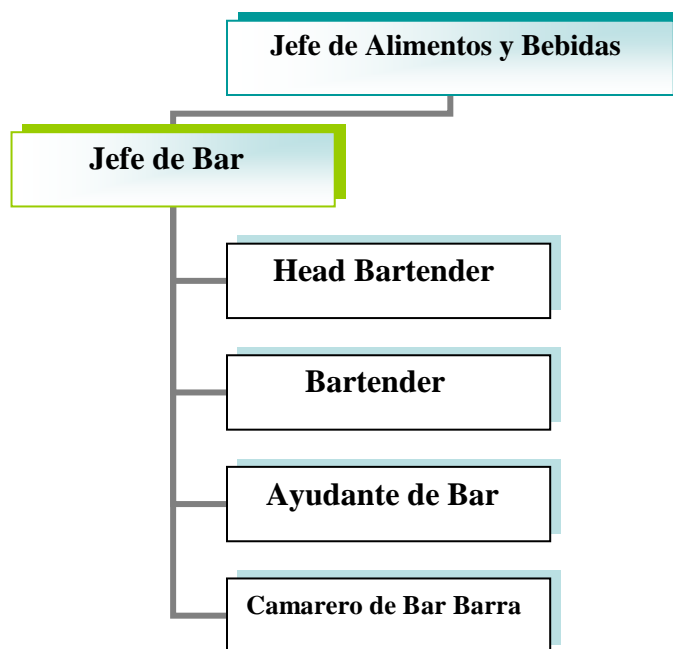 Jefe de Alimentos y Bebidas
Jefe de Bar
Head Bartender
Bartender
Ayudante de Bar
Camarero de Bar Barra